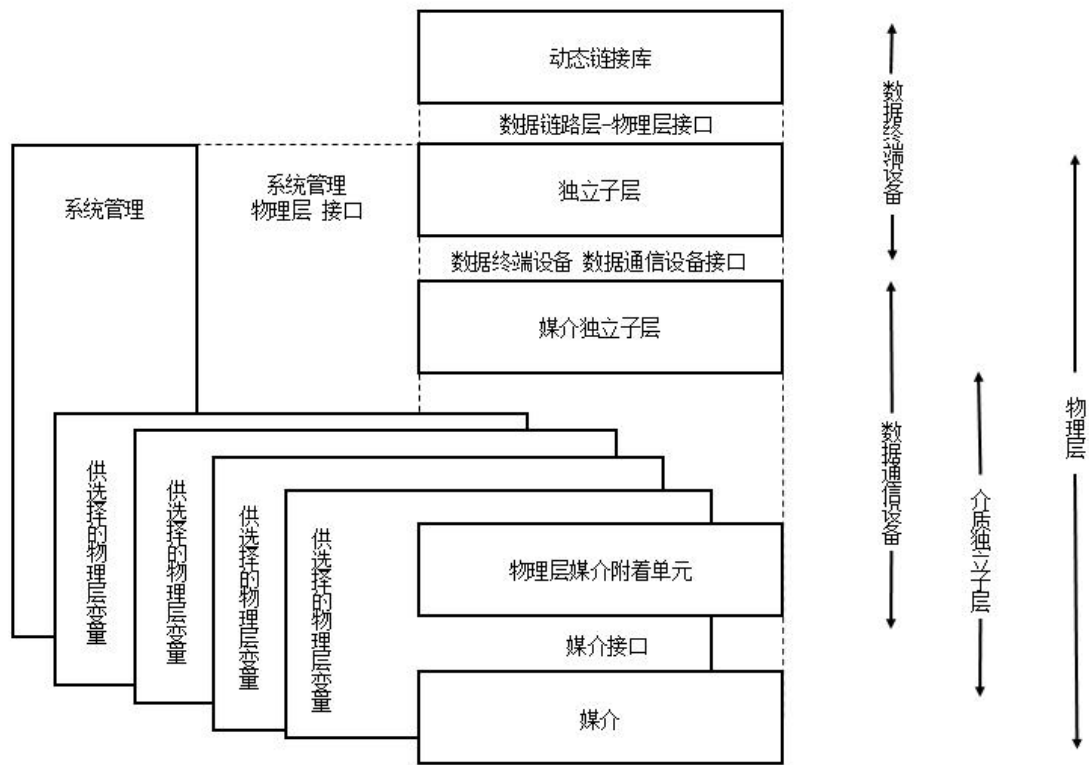 动态链接库
数据链路层-物理层接口
系统管理
系统管理
物理层 接口
独立子层
数据终端设备 数据通信设备接口
媒介独立子层
供选择的物理层变量
供选择的物理层变量
供选择的物理层变量
供选择的物理层变量
物理层媒介附着单元
媒介接口
媒介
数据终端设备
数据通信设备
介质独立子层
物理层